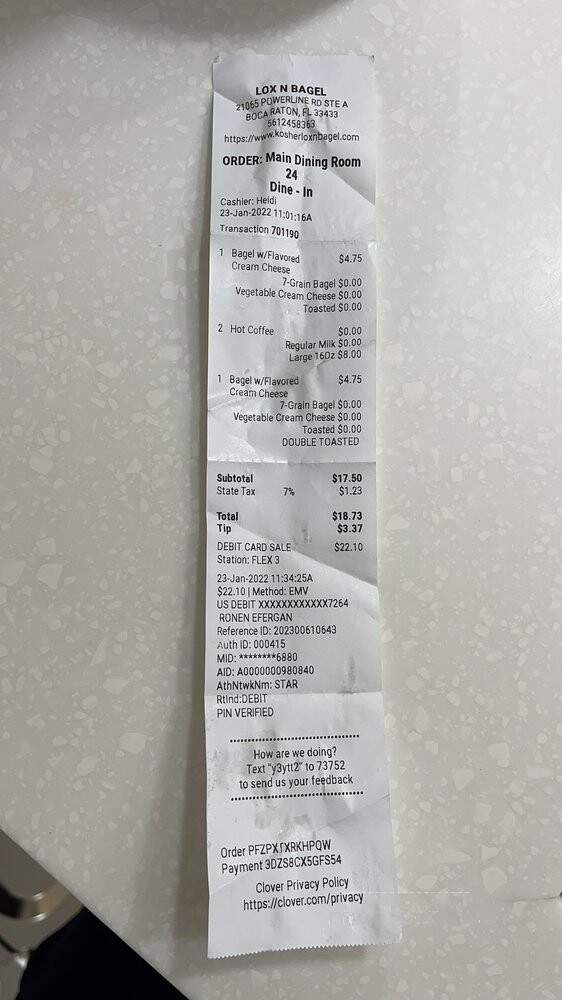 LOX N BAGEL
21065 POWERLINE RD STE A
BOCA RATON, FL 33433
5612458363
https://www.kosherloxnbagel.com
ORDER: Main Dining Room
24
Dine - In
Cashier: Heidi
23-Jan-2022 11:01:16A
Transaction 701190
1 Bagel w/Flavored $4.75
Cream Cheese
7-Grain Bagel $0.00
Vegetable Cream Cheese $0.00
Toasted $0.00
2 Hot Coffee $0.00
Regular Milk $0.00
Large 16Oz $8.00
1 Bagel w/Flavored $4.75
Cream Cheese
7-Grain Bagel $0.00
Vegetable Cream Cheese $0.00
Toasted $0.00
DOUBLE TOASTED
Subtotal $17.50
State Tax 7% $1.23
Total $18.73
Tip $3.37
DEBIT CARD SALE $22.10
Station: FLEX 3
23-Jan-2022 11:34:25A
$22.10 | Method: EMV
US DEBIT XXXXXXXXXXXX7264
RONEN EFERGAN
Reference ID: 202300610643
Auth ID: 000415
MID: ********6880
AID: A0000000980840
AthNtwkNm: STAR
RtInd:DEBIT
PIN VERIFIED
How are we doing?
Text "y3ytt2" to 73752
to send us your feedback
Order
Payment 3DZS8CX5GFS54
Clover Privacy Policy
https://clover.com/privacy